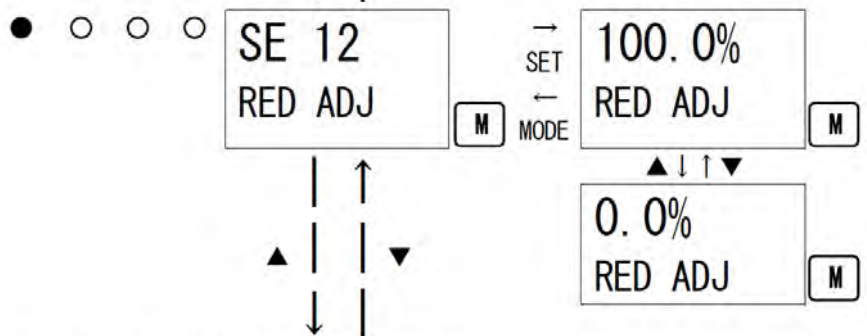 SE 12
RED ADJ
M
→
SET
←
MODE
100.0%
RED ADJ
M
▲↓↑▼
0.0%
RED ADJ
M
▲ ↓ ↑ ▼